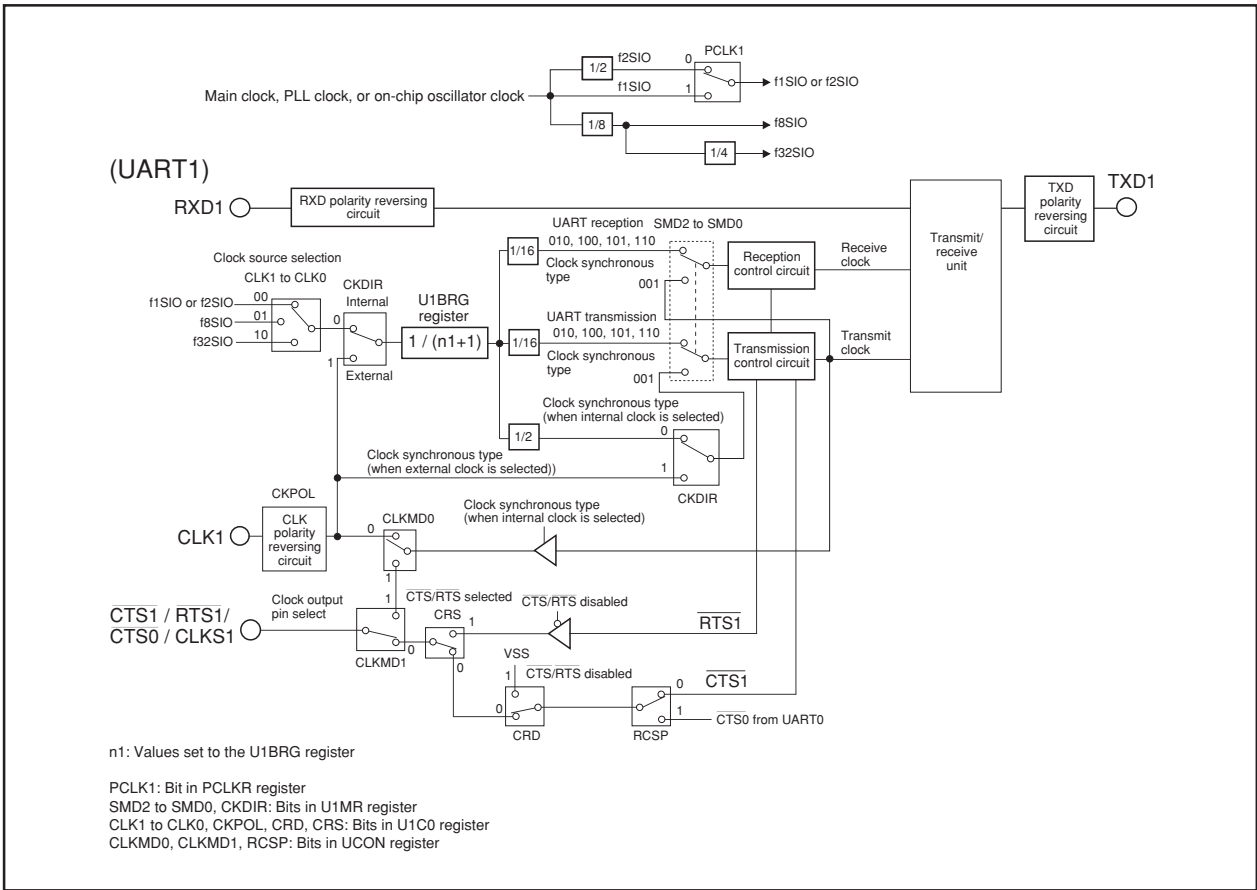 PCLK1
f2SIO
0
1/2
f1SIO or f2SIO
Main clock, PLL clock, or on-chip oscillator clock
f1SIO
1
1/8
f8SIO
1/4
f32SIO
(UART1)
RXD1
RXD polarity reversing
circuit
TXD
polarity
reversing
circuit
TXD1
Transmit/
receive
unit
UART reception
SMD2 to SMD0
010, 100, 101, 110
1/16
Clock synchronous
type
001
Reception
control circuit
Receive
clock
Clock source selection
CLK1 to CLK0
f1SIO or f2SIO
00
f8SIO
01
f32SIO
10
CKDIR
Internal
0
1
External
U1BRG
register
1 / (n1+1)
UART transmission
010, 100, 101, 110
1/16
Clock synchronous
type
001
Transmission
control circuit
Transmit
clock
Clock synchronous type
(when internal clock is selected)
1/2
0
Clock synchronous type
(when external clock is selected))
1
CKDIR
CKPOL
CLK1
CLK
polarity
reversing
circuit
0
CLKMD0
1
Clock synchronous type
(when internal clock is selected)
CTS1 / RTS1/
CTS0 / CLKS1
Clock output
pin select
1
CLKMD1
0
CTS/RTS selected
CRS
1
0
CTS/RTS disabled
RTS1
VSS
1
CTS/RTS disabled
0
CRD
0
CTS1
1
CTS0 from UART0
RCSP
n1: Values set to the U1BRG register
PCLK1: Bit in PCLKR register
SMD2 to SMD0, CKDIR: Bits in U1MR register
CLK1 to CLK0, CKPOL, CRD, CRS: Bits in U1C0 register
CLKMD0, CLKMD1, RCSP: Bits in UCON register